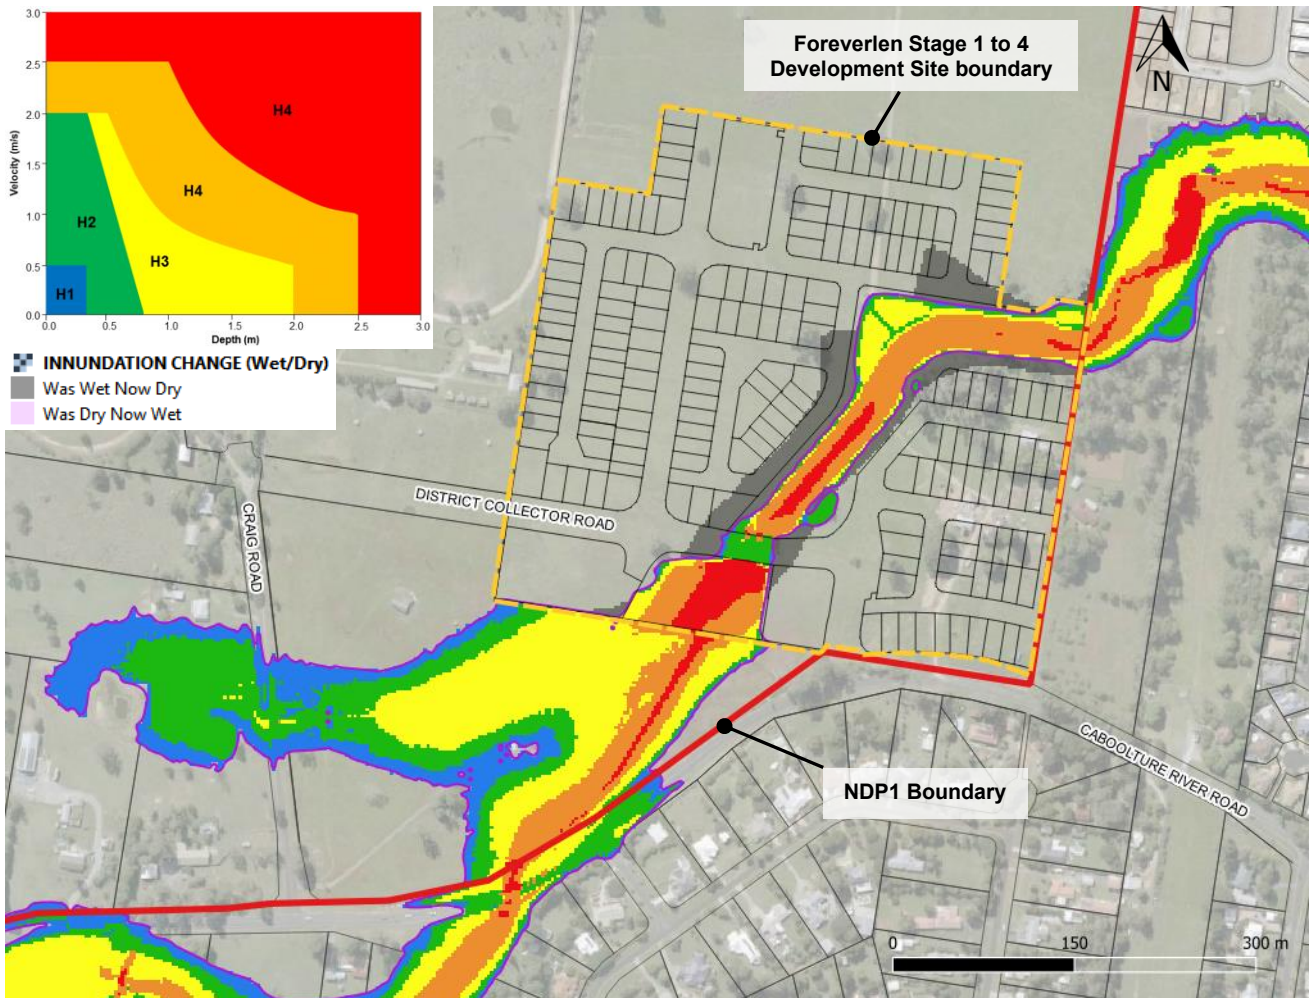 3.0
2.5
2.0
1.5
1.0
0.5
0.0
Velocity (m/s)
H4
H4
H2
H3
H1
0.0
0.5
1.0
1.5
2.0
2.5
3.0
Depth (m)
INNUNDATION CHANGE (Wet/Dry)
Was Wet Now Dry
Was Dry Now Wet
Foreverlen Stage 1 to 4
Development Site boundary
N
DISTRICT COLLECTOR ROAD
CRAIG ROAD
CABOOLTURE RIVER ROAD
NDP1 Boundary
0 150 300 m